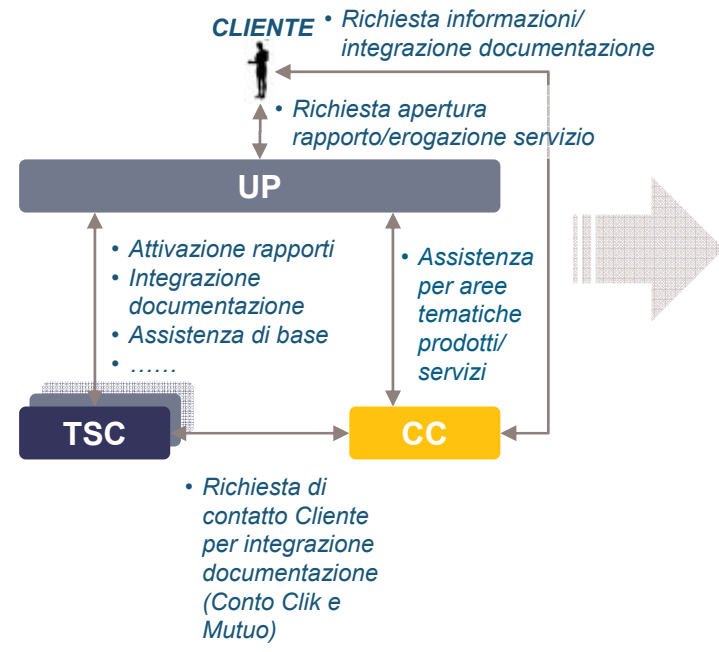 CLIENTE
• Richiesta informazioni/
integrazione documentazione
• Richiesta apertura
rapporto/erogazione servizio
UP
• Attivazione rapporti
• Integrazione
documentazione
• Assistenza di base
• ……
• Assistenza
per aree
tematiche
prodotti/
servizi
TSC
CC
• Richiesta di
contatto Cliente
per integrazione
documentazione
(Conto Clik e
Mutuo)